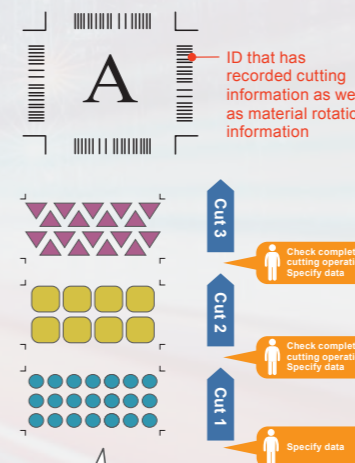 A
ID that has
recorded cutting
information as we
as material rotatio
information
Cut 3
Check complet
cutting operati
Specify data
Cut 2
Check complet
cutting operati
Specify data
Cut 1
Specify data